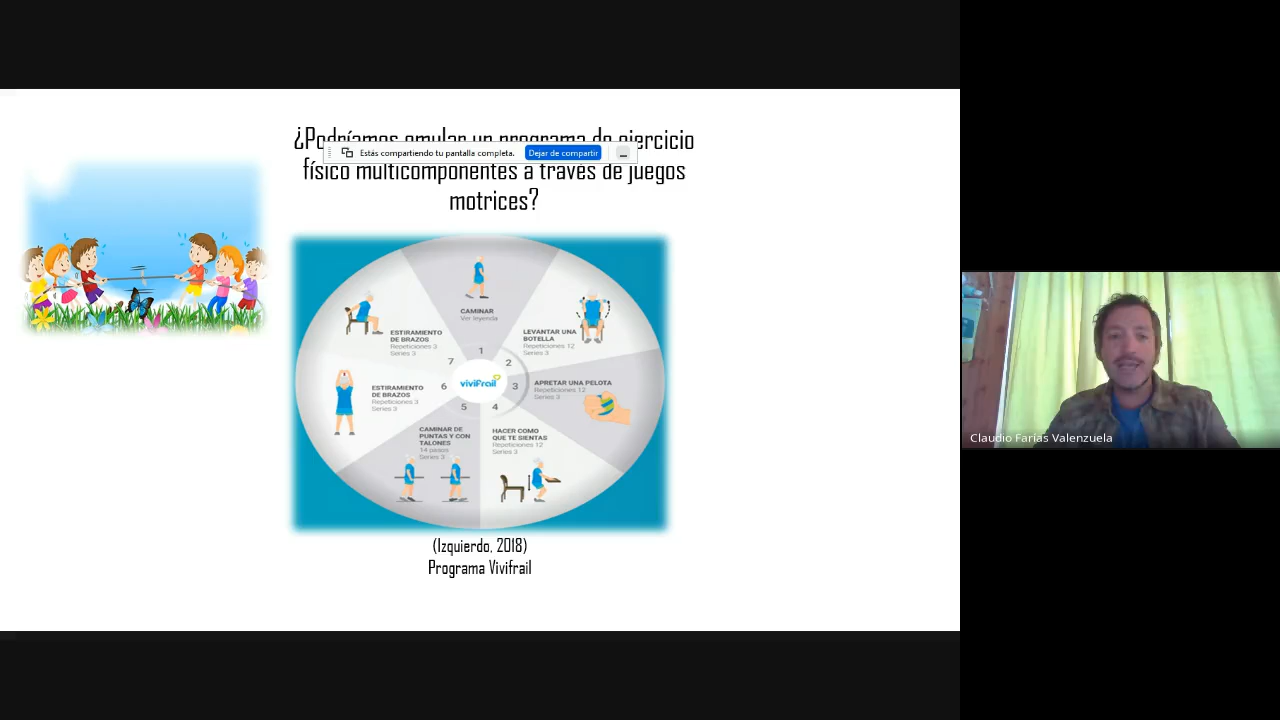 ¿Podríamos emular un programa de ejercicio
Estás compartiendo tu pantalla completa.
Dejar de compartir
físico multicomponentes a través de juegos
motrices?
CAMINAR
Ver leyenda
LEVANTAR UNA
BOTELLA
Repeticiones 12
Series 3
APRETAR UNA PELOTA
Repeticiones 12
Series 3
HACER COMO
QUE TE SIENTAS
Repeticiones 12
Series 3
CAMINAR DE
PUNTAS Y CON
TALONES
14 pasos
Series 3
ESTIRAMIENTO
DE BRAZOS
Repeticiones 3
Series 3
ESTIRAMIENTO
DE BRAZOS
Repeticiones 3
Series 3
1
2
3
4
5
6
7
vivifrail
(Izquierdo, 2018)
Programa Vivifrail
Claudio Farias Valenzuela